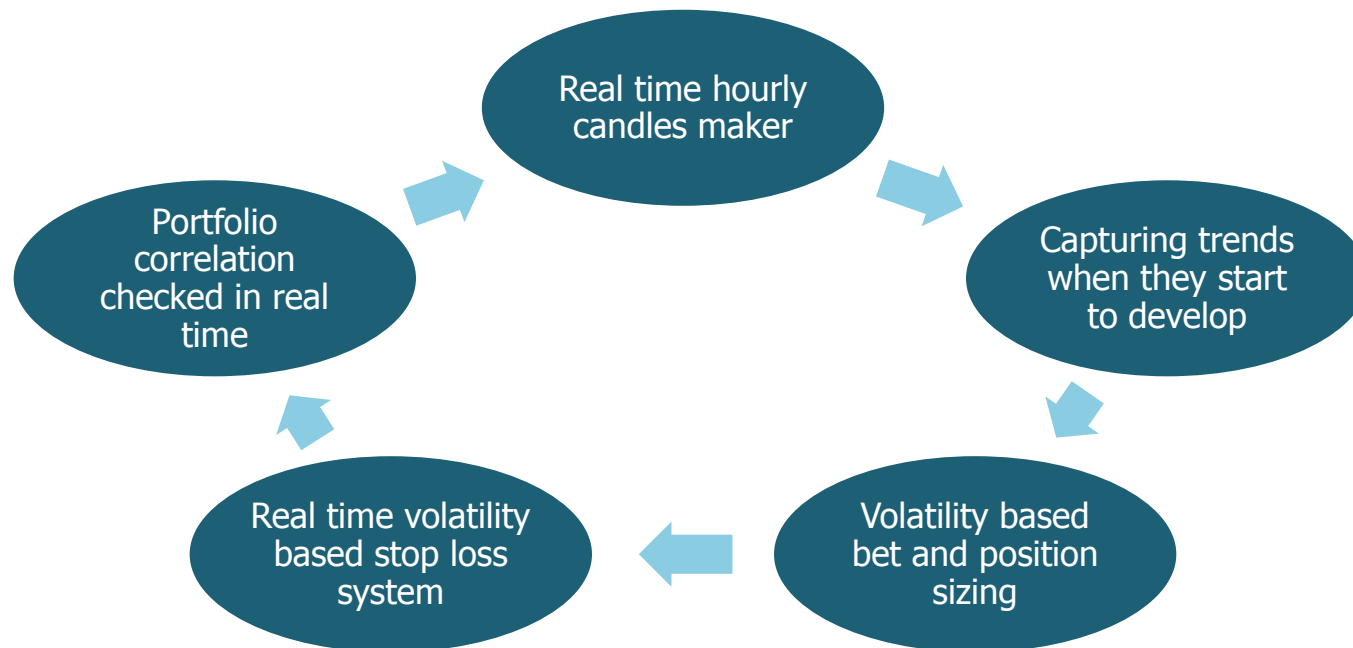 Real time hourly
candles maker
Capturing trends
when they start
to develop
Volatility based
bet and position
sizing
Real time volatility
based stop loss
system
Portfolio
correlation
checked in real
time